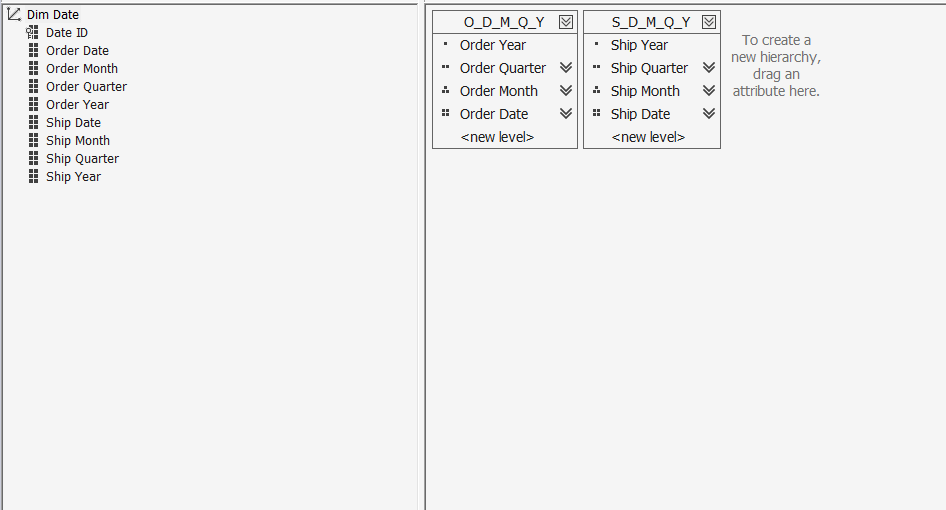 Dim Date
Date ID
Order Date
Order Month
Order Quarter
Order Year
Ship Date
Ship Month
Ship Quarter
Ship Year
O_D_M_Q_Y
Order Year
Order Quarter
Order Month
Order Date
<new level>
S_D_M_Q_Y
Ship Year
Ship Quarter
Ship Month
Ship Date
<new level>
To create a
new hierarchy,
drag an
attribute here.